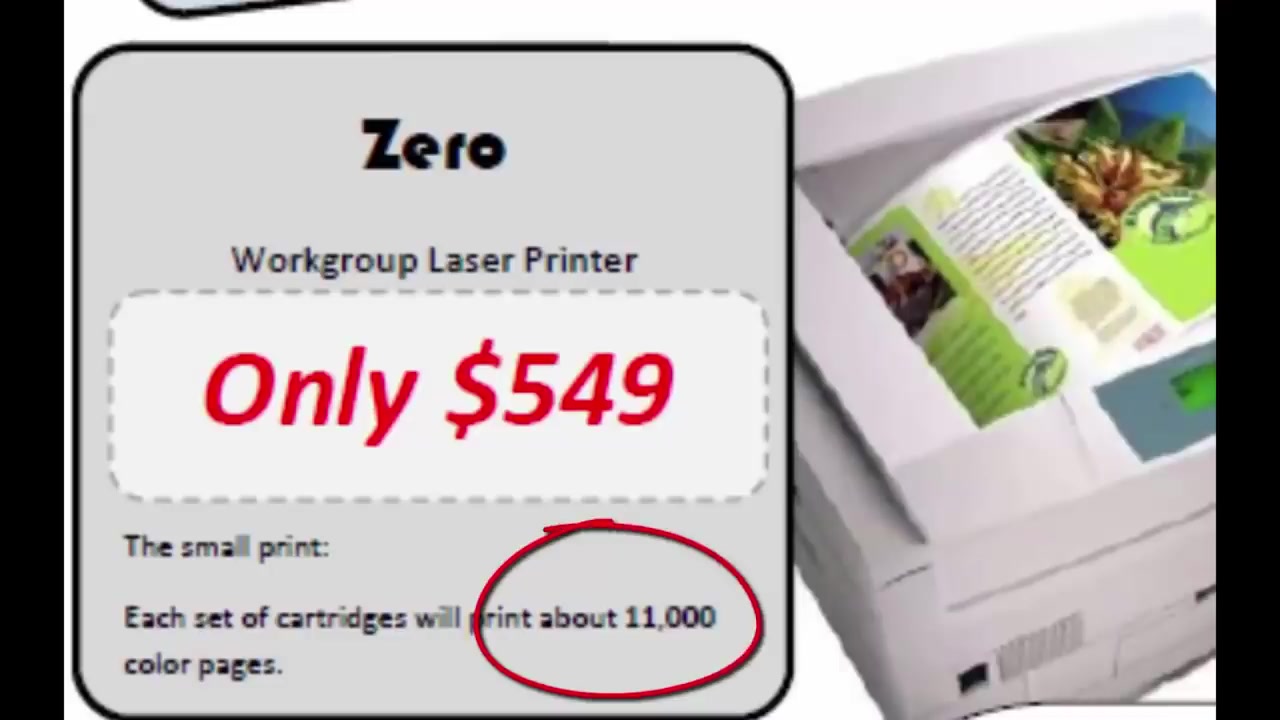 Zero
Workgroup Laser Printer
Only $549
The small print:
Each set of cartridges will print about 11,000
color pages.